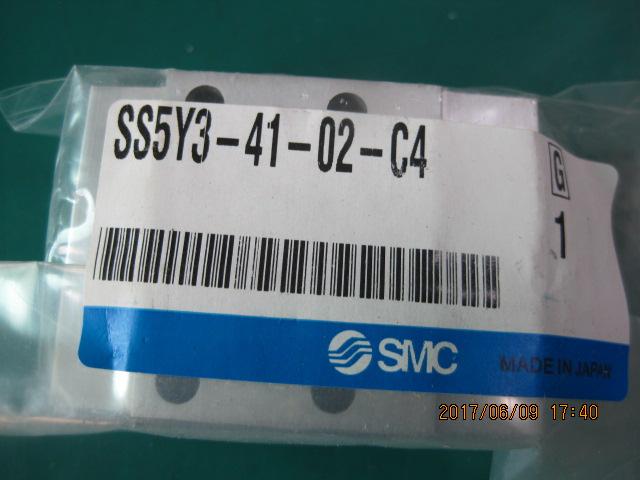 SS5Y3-41-02-C4
G
1
SMC
MADE IN JAPAN
2017/06/09 17:40